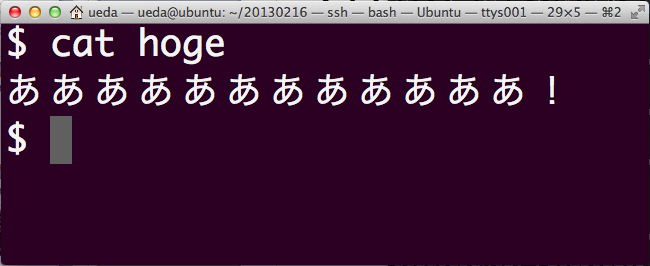 ueda — ueda@ubuntu: ~/20130216 — ssh — bash — Ubuntu — ttys001 — 29×5 — ⌘2
$ cat hoge
ああああああああああああ！
$